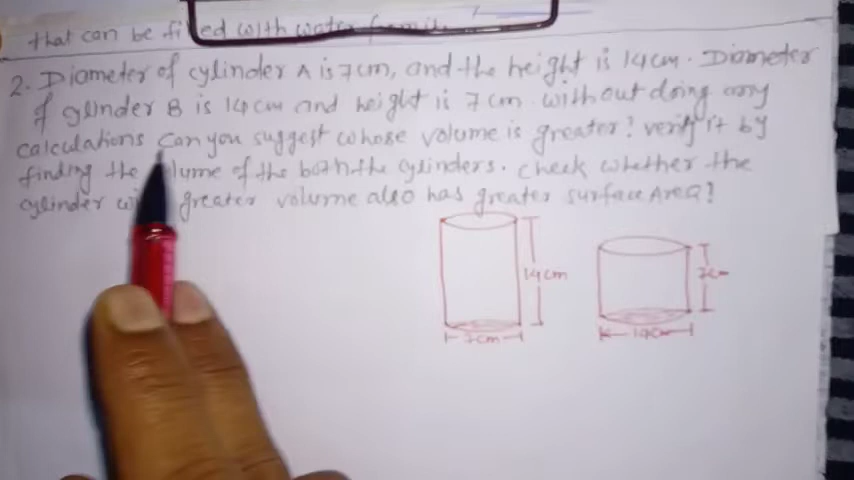 that can be filled with water from it.
2. Diameter of cylinder A is 7cm, and the height is 14cm. Diameter
of cylinder B is 14cm and height is 7cm. without doing any
calculations can you suggest whose volume is greater? verify it by
finding the volume of the both the cylinders. check whether the
cylinder greater volume also has greater surface Area?
14cm
7cm
7cm
14cm